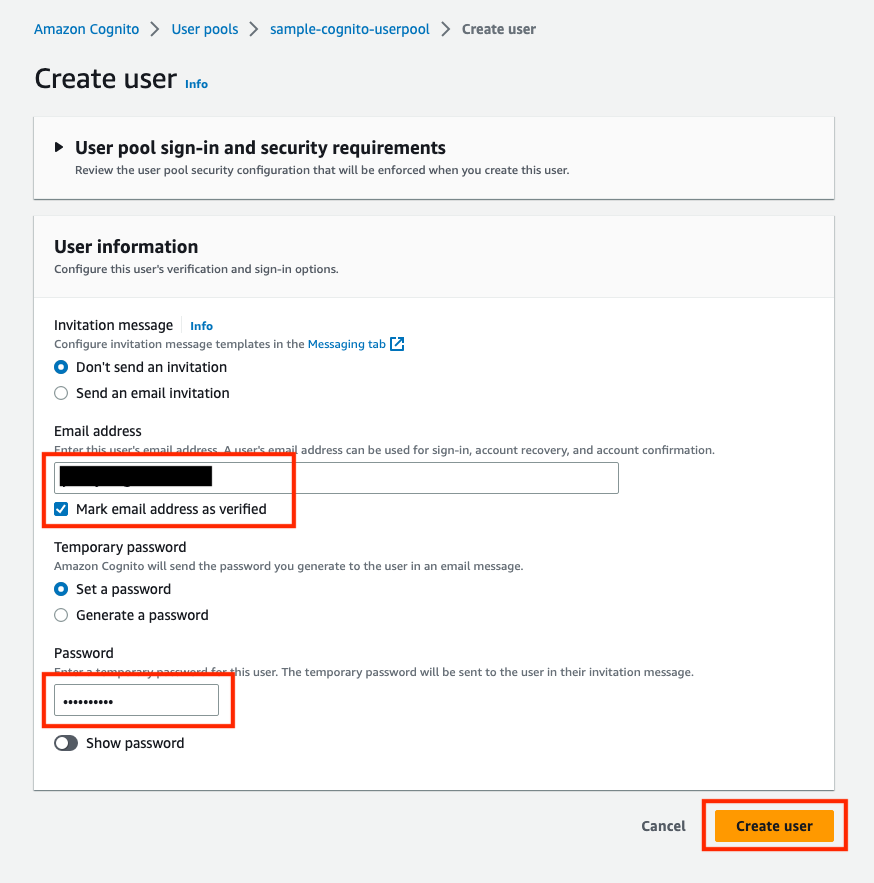 Amazon Cognito > User pools > sample-cognito-userpool > Create user
Create user Info
User pool sign-in and security requirements
Review the user pool security configuration that will be enforced when you create this user.
User information
Configure this user's verification and sign-in options.
Invitation message Info
Configure invitation message templates in the Messaging tab
Don't send an invitation
Send an email invitation
Email address
Enter this user's email address. A user's email address can be used for sign-in, account recovery, and account confirmation.
Mark email address as verified
Temporary password
Amazon Cognito will send the password you generate to the user in an email message.
Set a password
Generate a password
Password
Enter a temporary password for this user. The temporary password will be sent to the user in their invitation message.
••••••••••
Show password
Cancel Create user